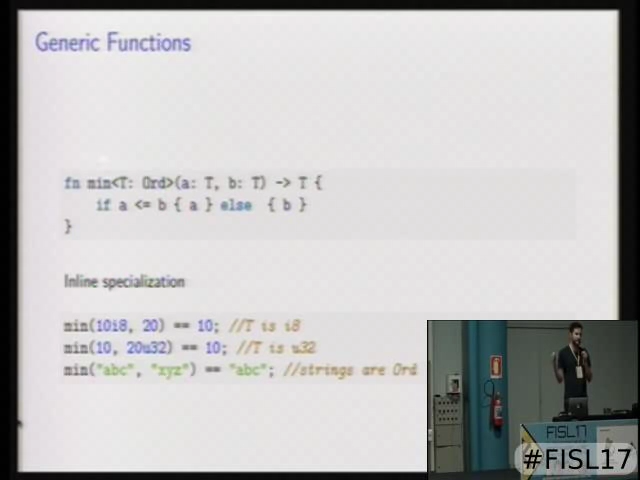 Generic Functions
fn min<T: Ord>(a: T, b: T) -> T {
if a <= b { a } else { b }
}
Inline specialization
min(10i8, 20) == 10; //T is i8
min(10, 20u32) == 10; //T is u32
min("abc", "xyz") == "abc"; //strings are Ord
FISL17
#FISL17